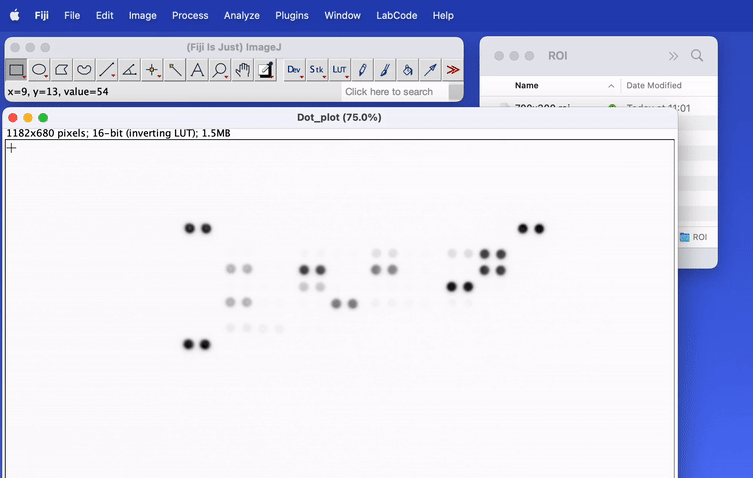 Fiji File Edit Image Process Analyze Plugins Window LabCode Help
(Fiji Is Just) ImageJ
ROI
Dev Stk LUT
x=9, y=13, value=54
Click here to search
Name Date Modified
Today at 11:01
Dot_plot (75.0%)
1182x680 pixels; 16-bit (inverting LUT); 1.5MB
ROI